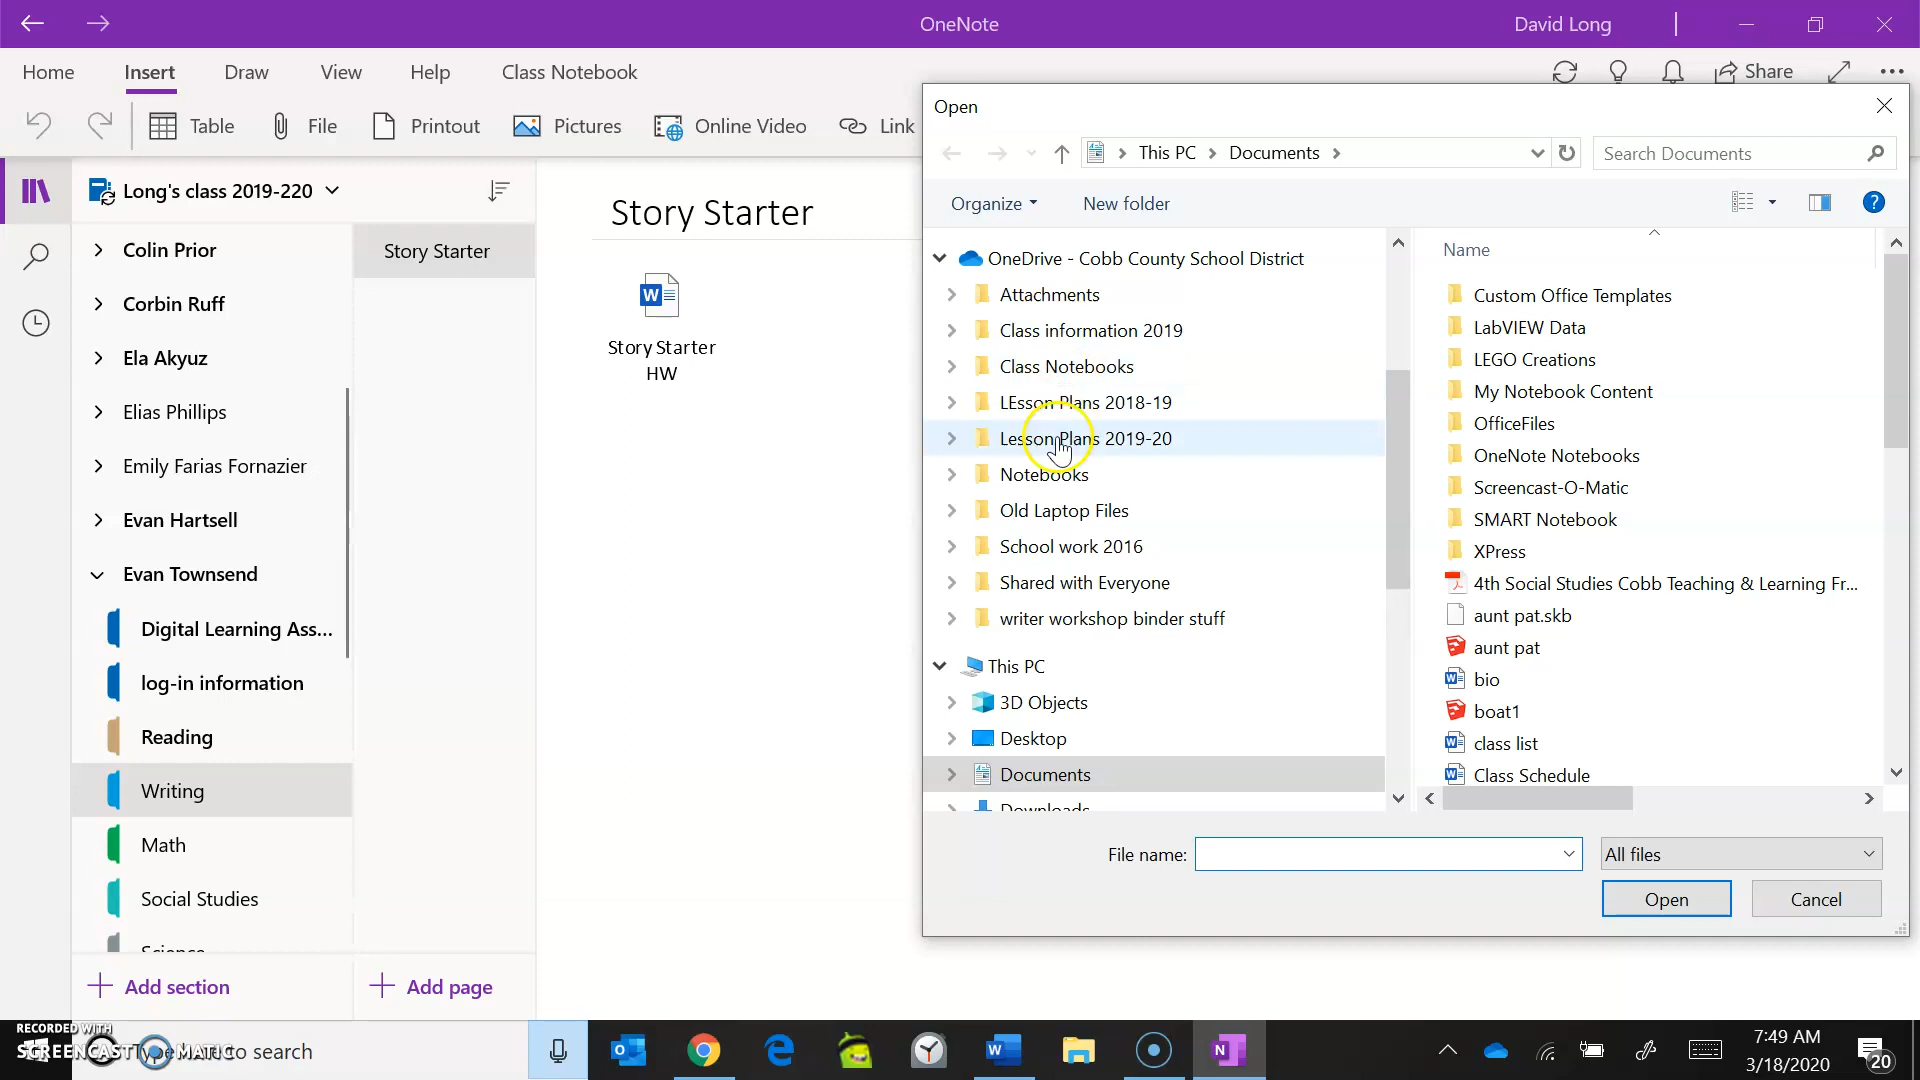 OneNote
David Long
Home
Insert
Draw
View
Help
Class Notebook
Share
Table
File
Printout
Pictures
Online Video
Link
Long's class 2019-220
Colin Prior
Corbin Ruff
Ela Akyuz
Elias Phillips
Emily Farias Fornazier
Evan Hartsell
Evan Townsend
Digital Learning Ass...
log-in information
Reading
Writing
Math
Social Studies
Science
Add section
Story Starter
Add page
Story Starter
W
Story Starter
HW
Open
This PC
Documents
Search Documents
Organize
New folder
?
OneDrive - Cobb County School District
Attachments
Class information 2019
Class Notebooks
LEsson Plans 2018-19
Lesson Plans 2019-20
Notebooks
Old Laptop Files
School work 2016
Shared with Everyone
writer workshop binder stuff
This PC
3D Objects
Desktop
Documents
Downloads
Name
Custom Office Templates
LabVIEW Data
LEGO Creations
My Notebook Content
OfficeFiles
OneNote Notebooks
Screencast-O-Matic
SMART Notebook
XPress
4th Social Studies Cobb Teaching & Learning Fr...
aunt pat.skb
aunt pat
bio
boat1
class list
Class Schedule
File name:
All files
Open
Cancel
RECORDED WITH
SCREENCAST MATIC
Type here to search
7:49 AM
3/18/2020
20